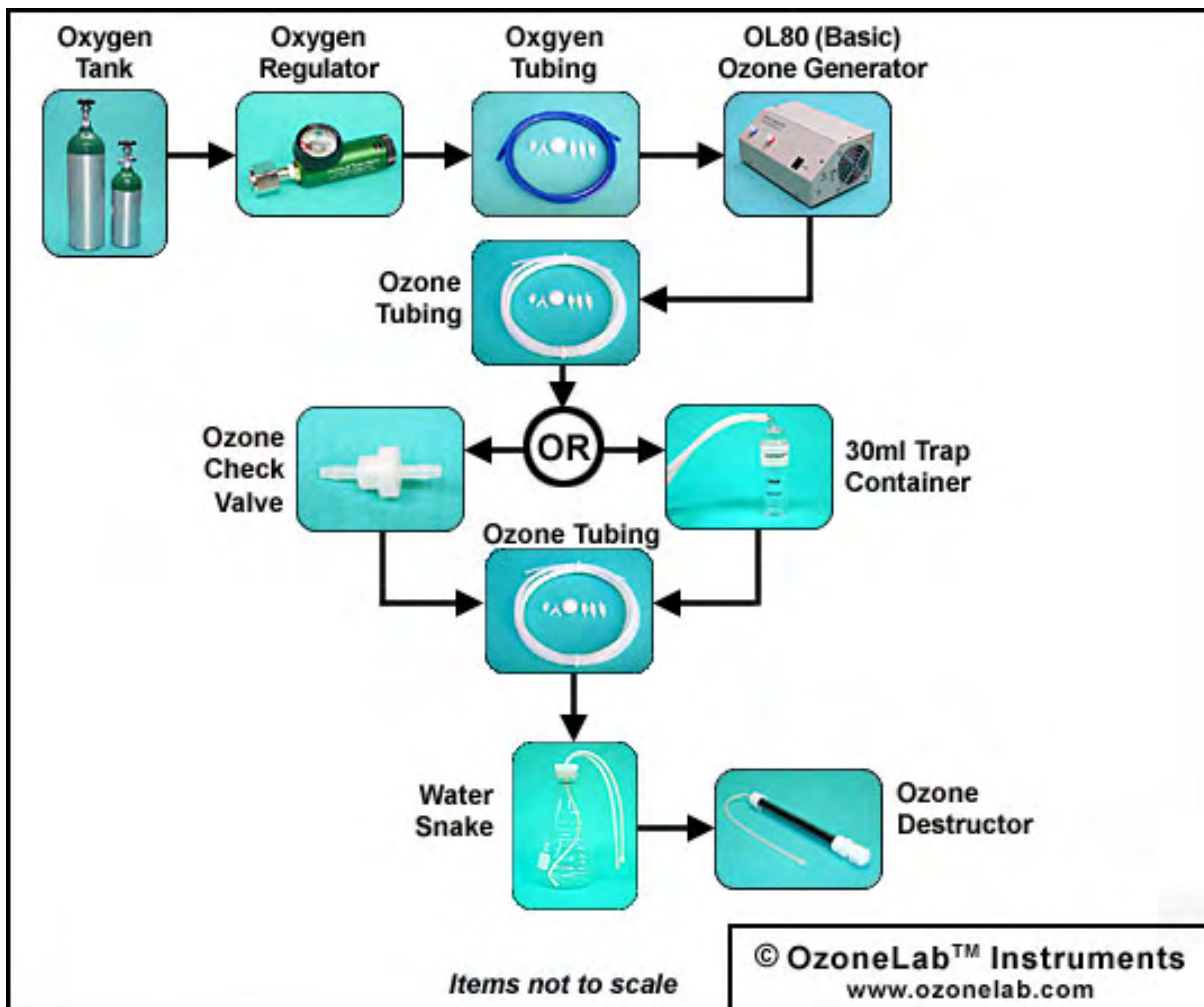 Oxygen
Tank
Oxygen
Regulator
Oxgyen
Tubing
OL80 (Basic)
Ozone Generator
Ozone
Tubing
OR
Ozone
Check
Valve
30ml Trap
Container
Ozone Tubing
Water
Snake
Ozone
Destructor
Items not to scale
© OzoneLab™ Instruments
www.ozonelab.com